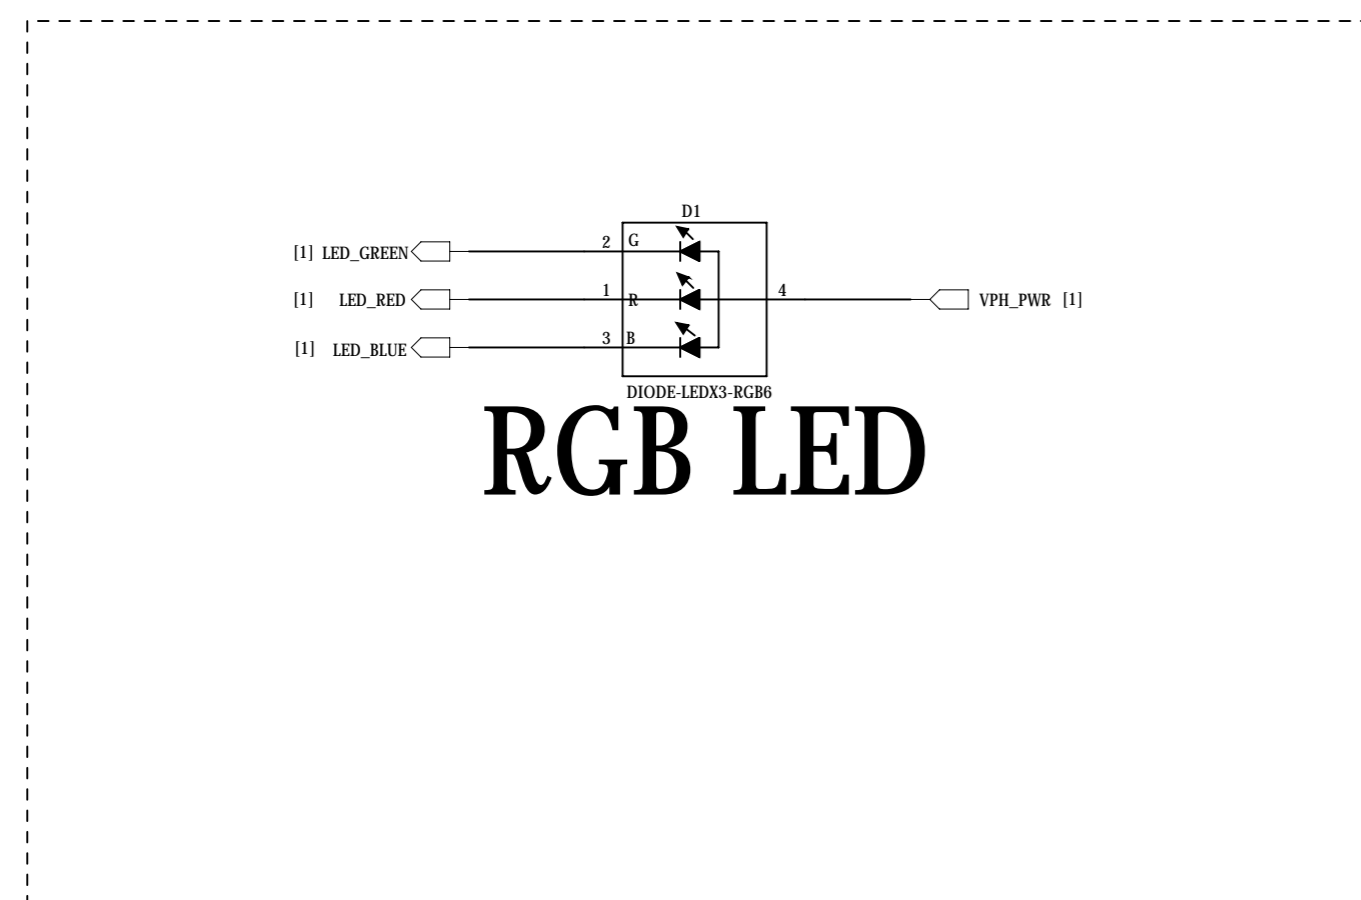 D1
[1] LED_GREEN 2 G
[1] LED_RED 1 R 4 VPH_PWR [1]
[1] LED_BLUE 3 B
DIODE-LEDX3-RGB6
RGB LED